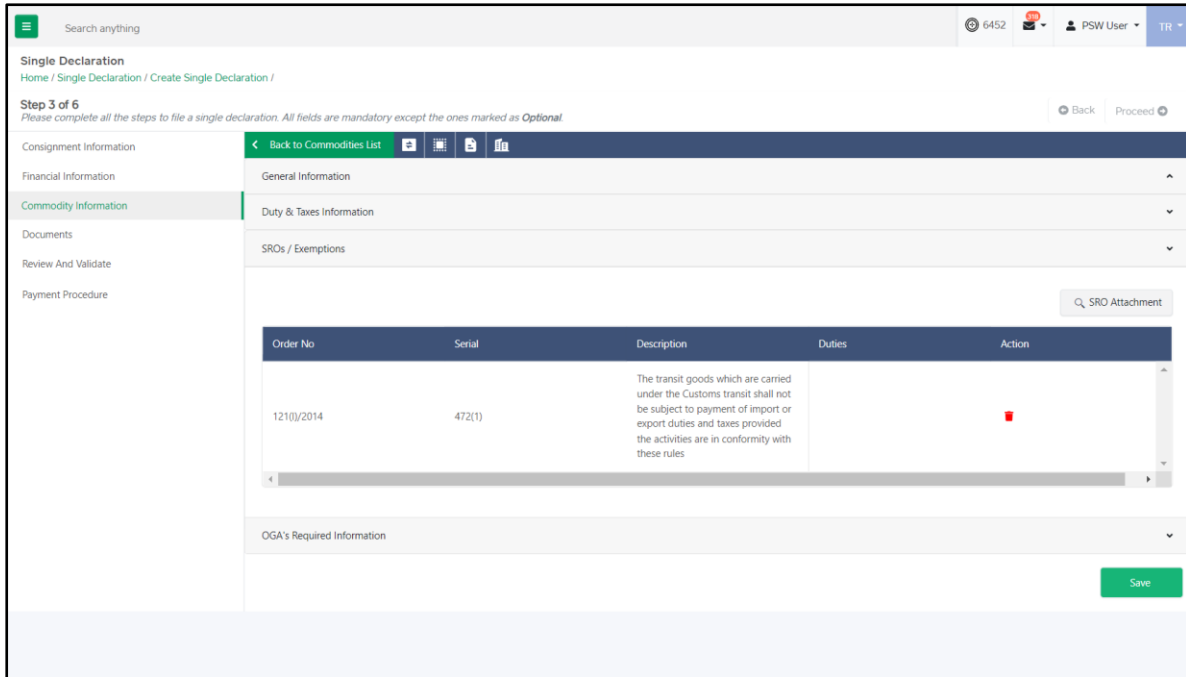 Search anything
6452
318
PSW User
TR
Single Declaration
Home / Single Declaration / Create Single Declaration /
Step 3 of 6
Please complete all the steps to file a single declaration. All fields are mandatory except the ones marked as Optional.
Back
Proceed
Consignment Information
Financial Information
Commodity Information
Documents
Review And Validate
Payment Procedure
Back to Commodities List
General Information
Duty & Taxes Information
SROs / Exemptions
SRO Attachment
Order No Serial Description Duties Action
121(I)/2014
472(1)
The transit goods which are carried
under the Customs transit shall not
be subject to payment of import or
export duties and taxes provided
the activities are in conformity with
these rules
OGA's Required Information
Save